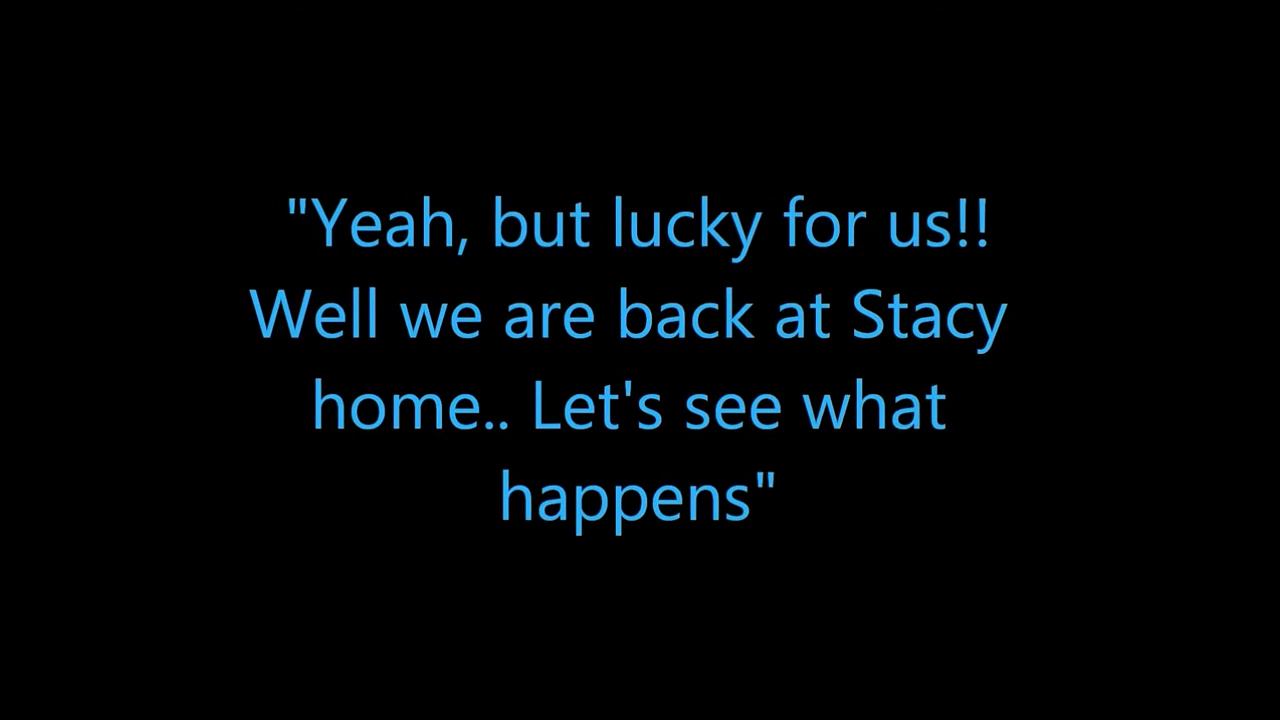 "Yeah, but lucky for us!!
Well we are back at Stacy
home.. Let's see what
happens"